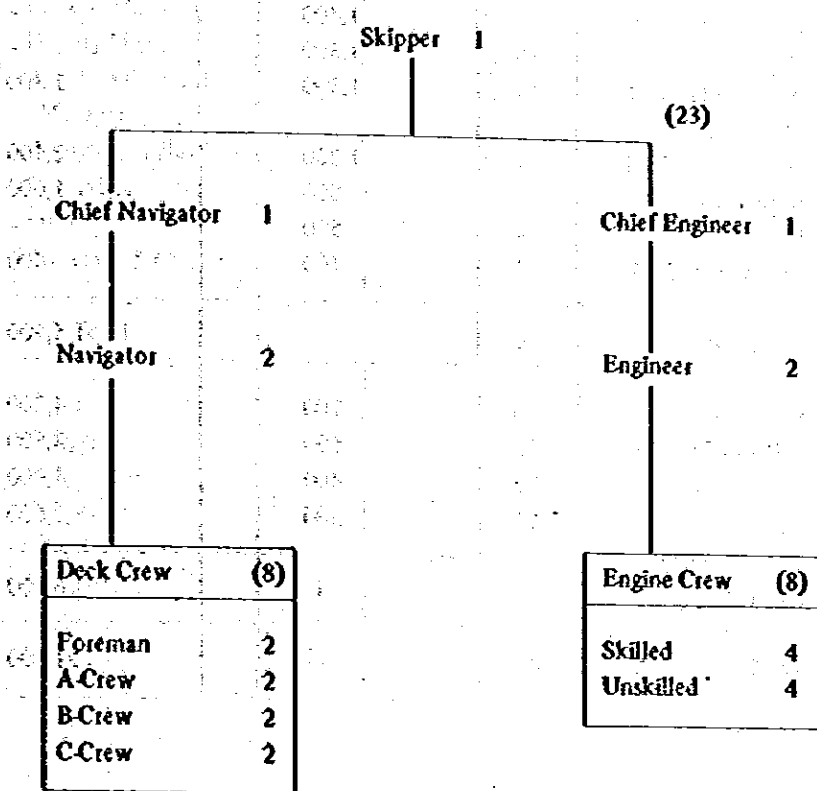 Skipper 1
(23)
Chief Navigator 1
Chief Engineer 1
Navigator 2
Engineer 2
Deck Crew (8)
Foreman 2
A-Crew 2
B-Crew 2
C-Crew 2
Engine Crew (8)
Skilled 4
Unskilled 4